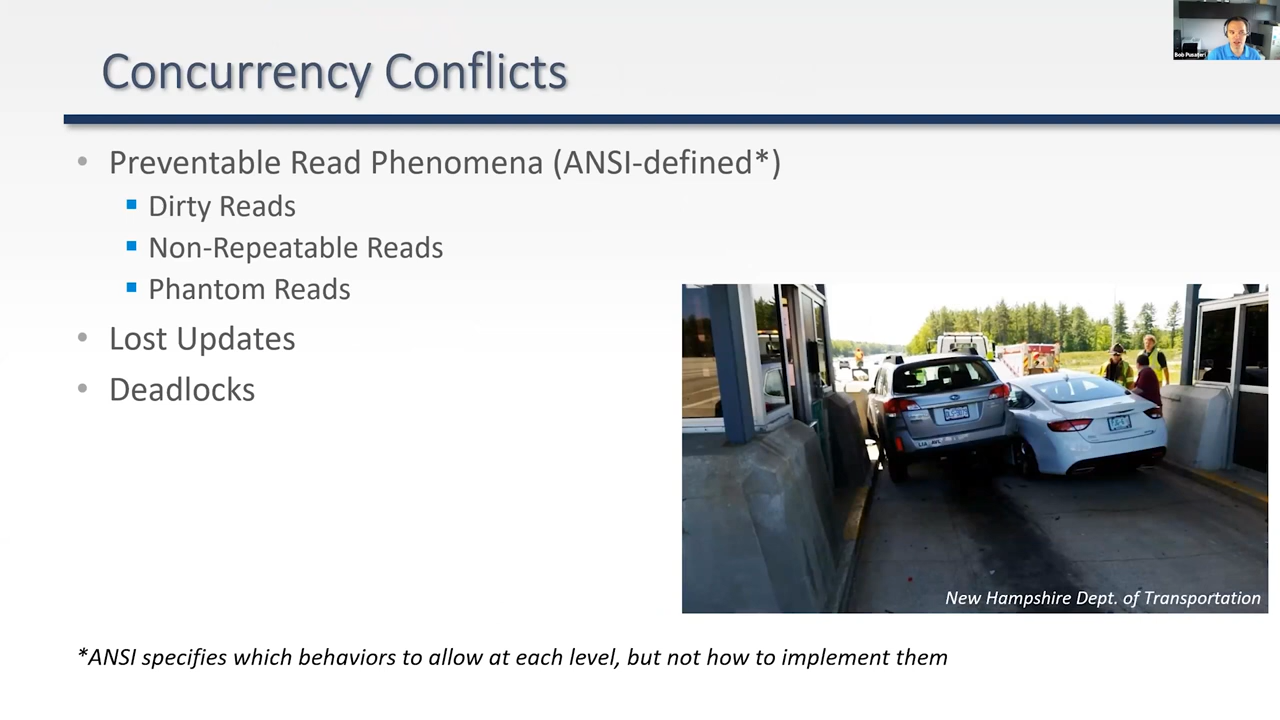 Concurrency Conflicts
Preventable Read Phenomena (ANSI-defined*)
Dirty Reads
Non-Repeatable Reads
Phantom Reads
Lost Updates
Deadlocks
New Hampshire Dept. of Transportation
*ANSI specifies which behaviors to allow at each level, but not how to implement them